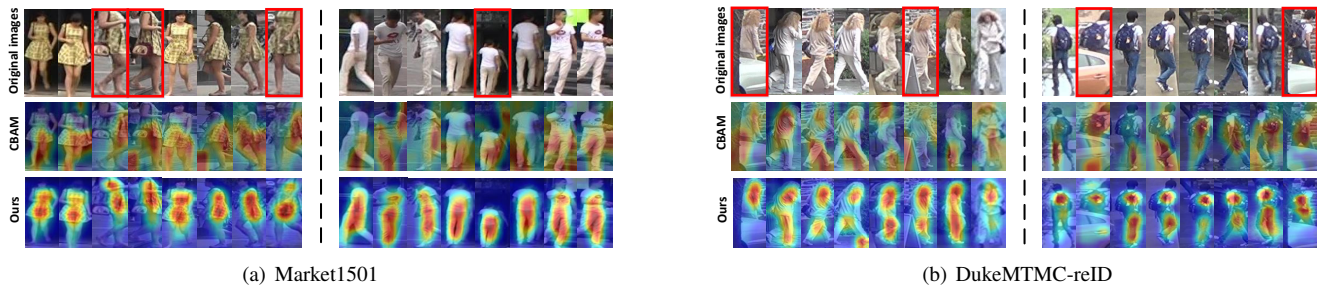 Original images
CBAM
Ours
(a) Market1501
Original images
CBAM
Ours
(b) DukeMTMC-reID